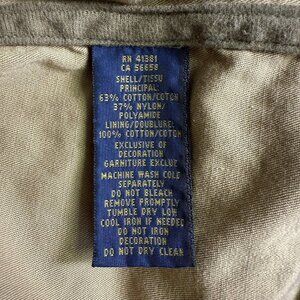 RN 41381
CA 56658
SHELL/TISSU
PRINCIPAL:
63% COTTON/COTON
37% NYLON/
POLYAMIDE
LINING/DOUBLURE:
100% COTTON/COTON
EXCLUSIVE OF
DECORATION
GARNITURE EXCLUE
MACHINE WASH COLD
SEPARATELY
DO NOT BLEACH
REMOVE PROMPTLY
TUMBLE DRY LOW
COOL IRON IF NEEDED
DO NOT IRON
DECORATION
DO NOT DRY CLEAN